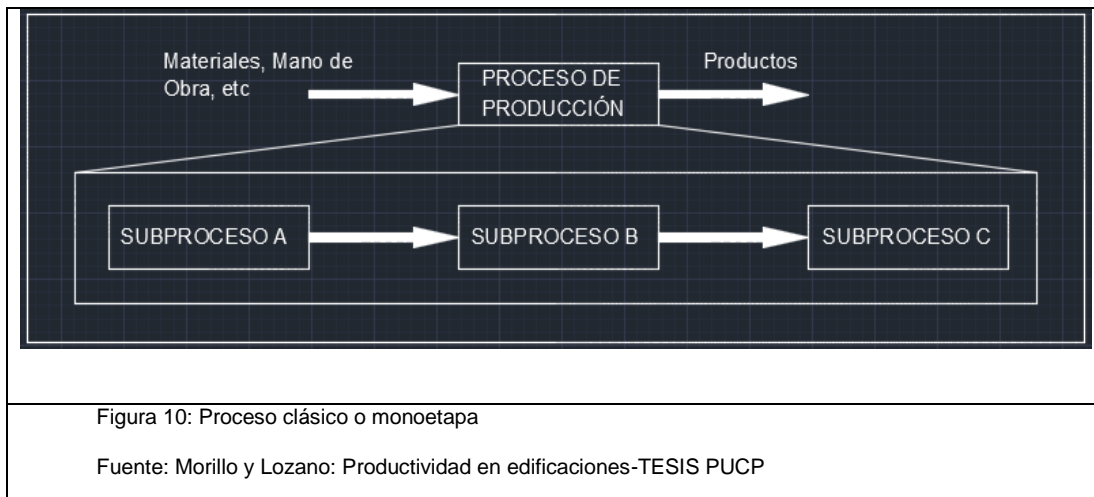 Materiales, Mano de
Obra, etc
PROCESO DE
PRODUCCIÓN
Productos
SUBPROCESO A
SUBPROCESO B
SUBPROCESO C
Figura 10: Proceso clásico o monoetapa
Fuente: Morillo y Lozano: Productividad en edificaciones-TESIS PUCP